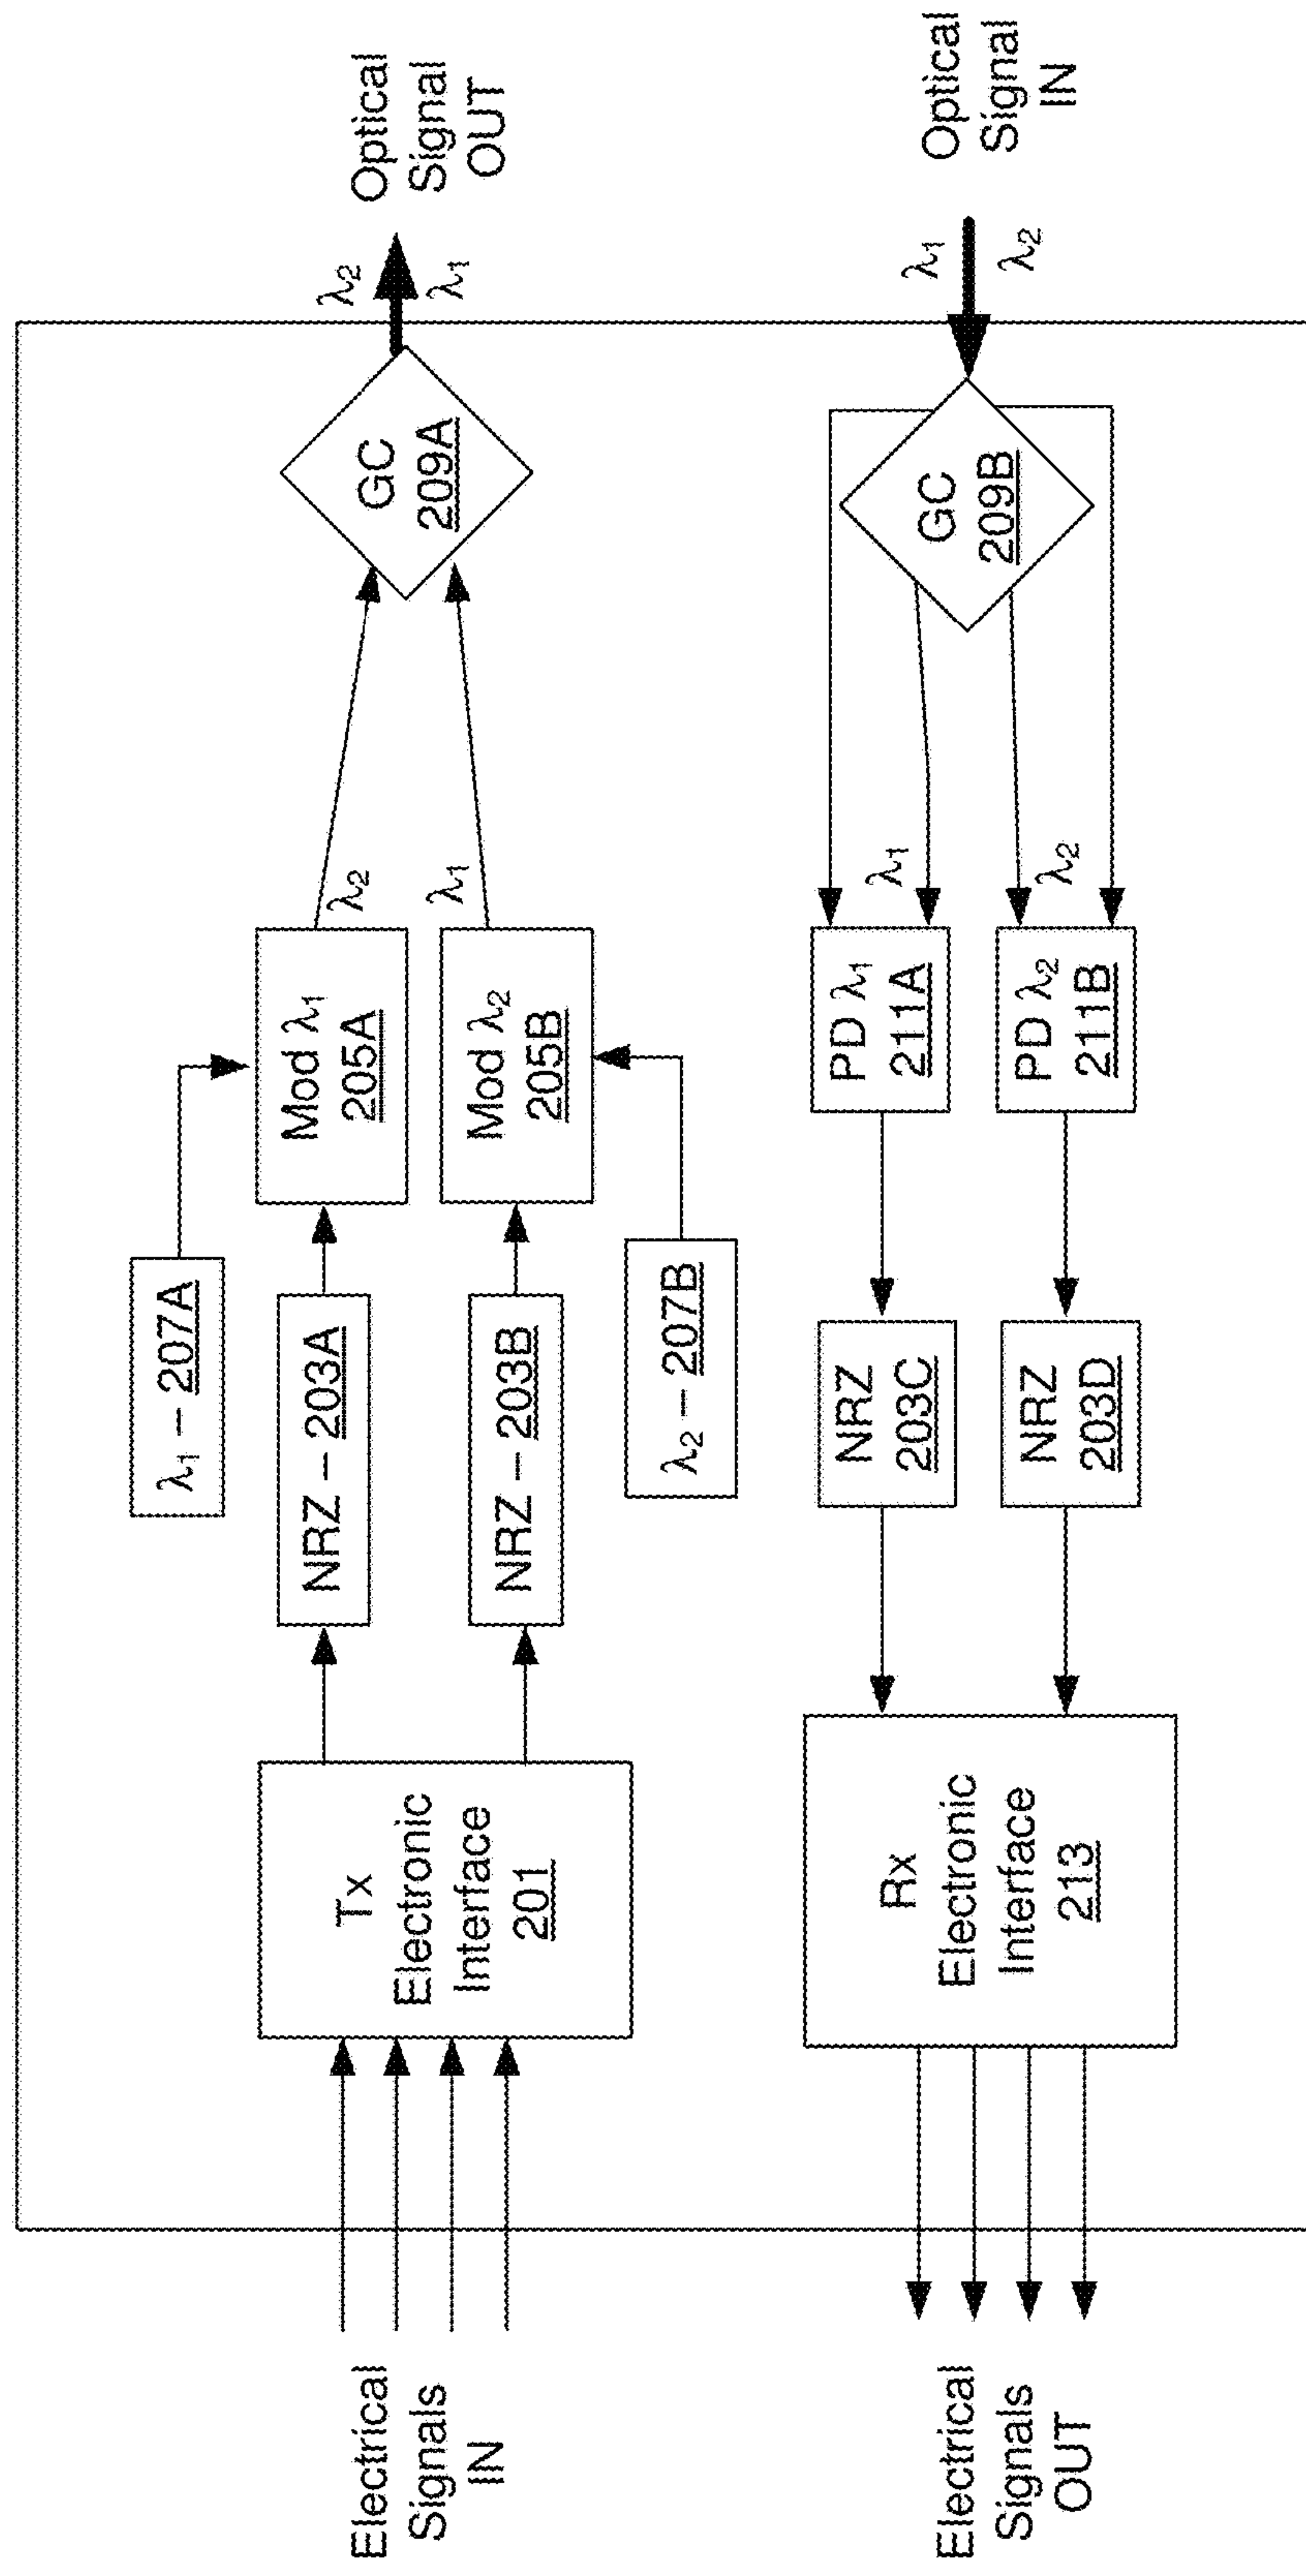 Electrical
Signals
IN
Tx
Electronic
Interface
201
λ₁ – 207A
NRZ – 203A
NRZ – 203B
λ₂ – 207B
Mod λ₁
205A
Mod λ₂
205B
λ₂
λ₁
GC
209A
λ₂
λ₁
Optical
Signal
OUT
Electrical
Signals
OUT
Rx
Electronic
Interface
213
NRZ
203C
NRZ
203D
PD λ₁
211A
PD λ₂
211B
λ₁
λ₂
GC
209B
λ₁
λ₂
Optical
Signal
IN